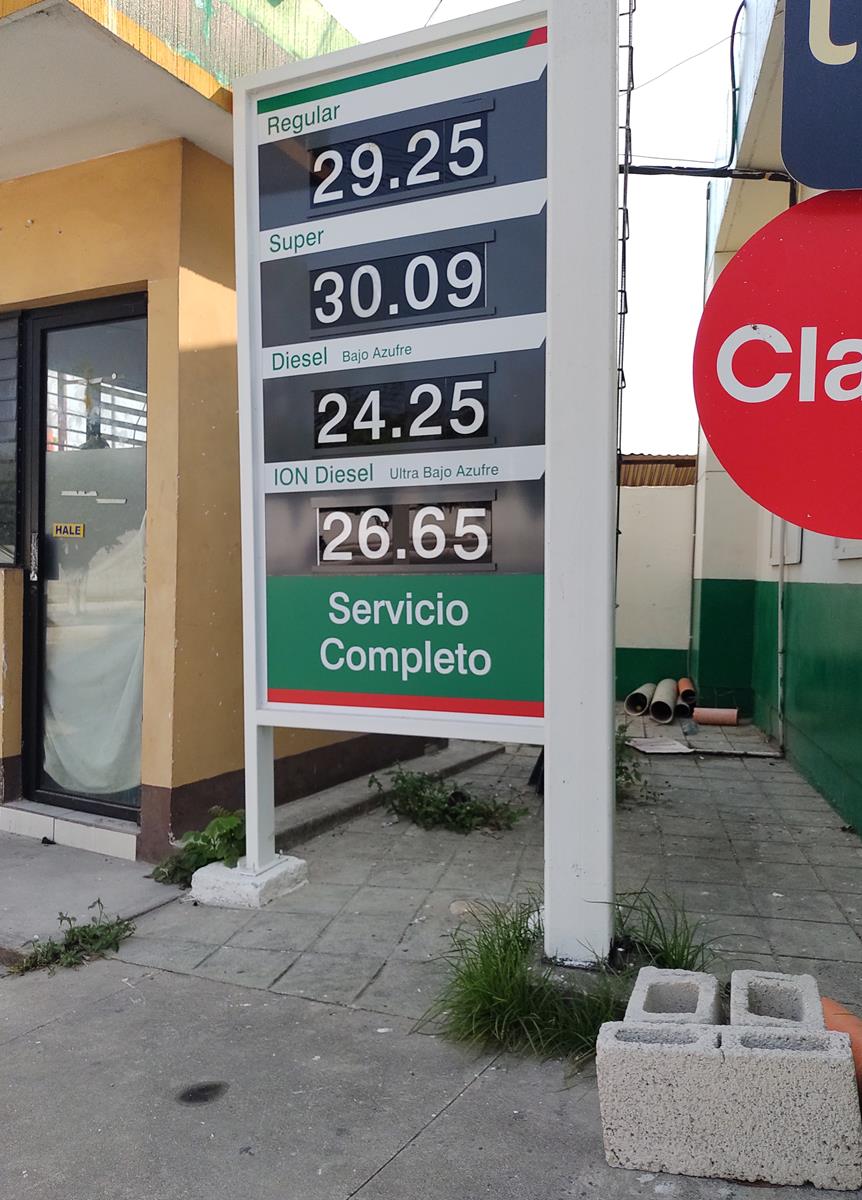 Regular
29.25
Super
30.09
Diesel Bajo Azufre
24.25
ION Diesel Ultra Bajo Azufre
26.65
Servicio
Completo
HALE
Cla
t